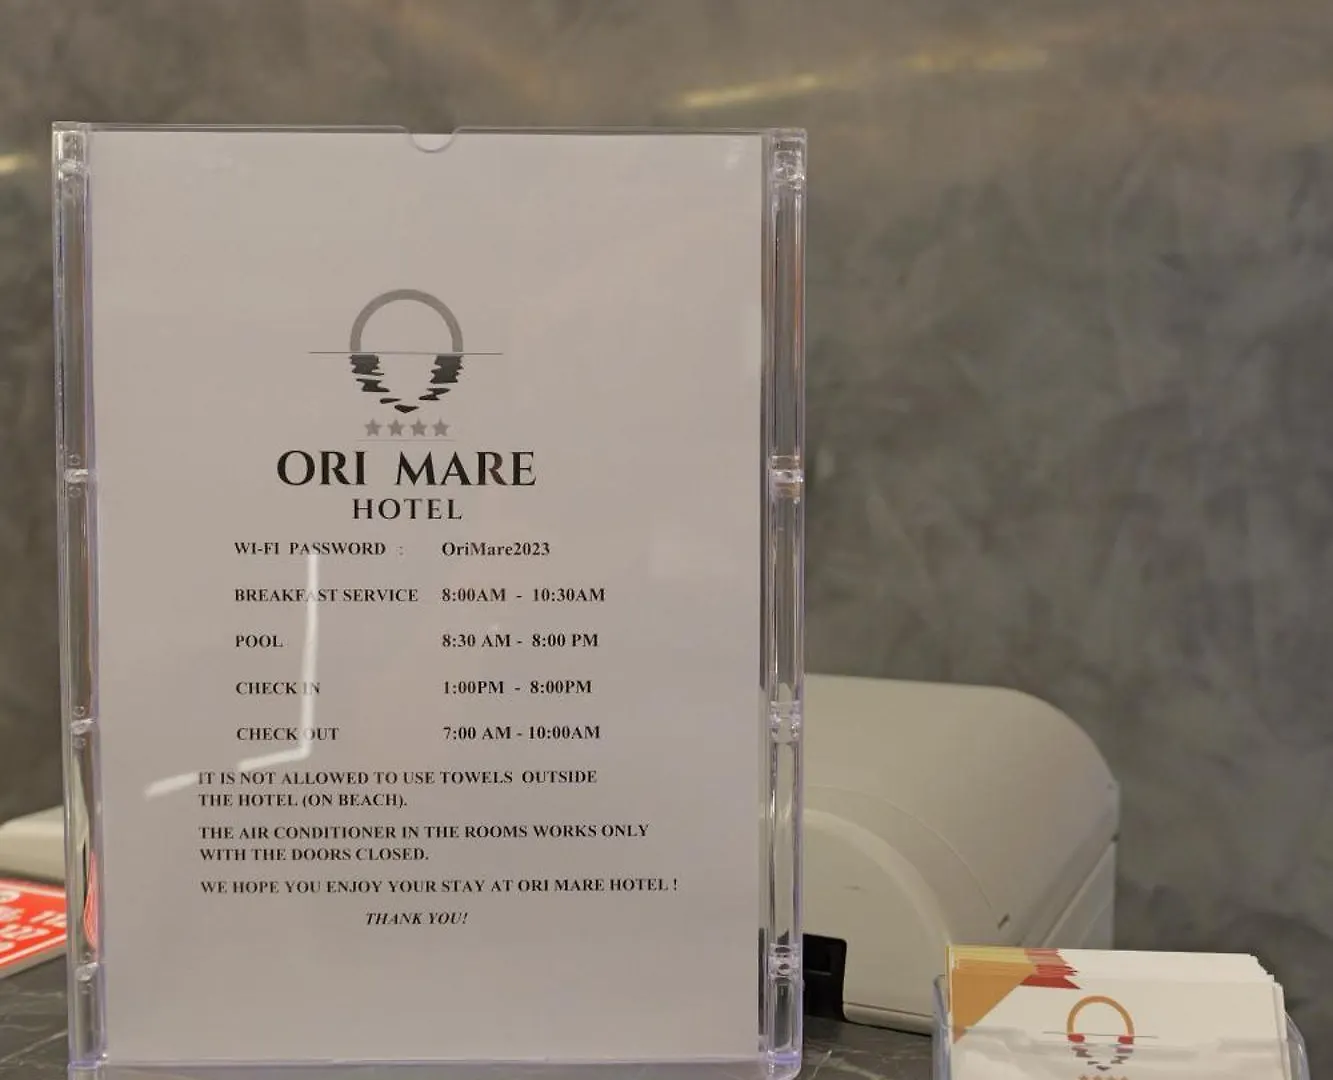 ORI MARE
HOTEL
WI-FI PASSWORD : OriMare2023
BREAKFAST SERVICE 8:00AM - 10:30AM
POOL 8:30 AM - 8:00 PM
CHECK IN 1:00PM - 8:00PM
CHECK OUT 7:00 AM - 10:00AM
IT IS NOT ALLOWED TO USE TOWELS OUTSIDE
THE HOTEL (ON BEACH).
THE AIR CONDITIONER IN THE ROOMS WORKS ONLY
WITH THE DOORS CLOSED.
WE HOPE YOU ENJOY YOUR STAY AT ORI MARE HOTEL !
THANK YOU!